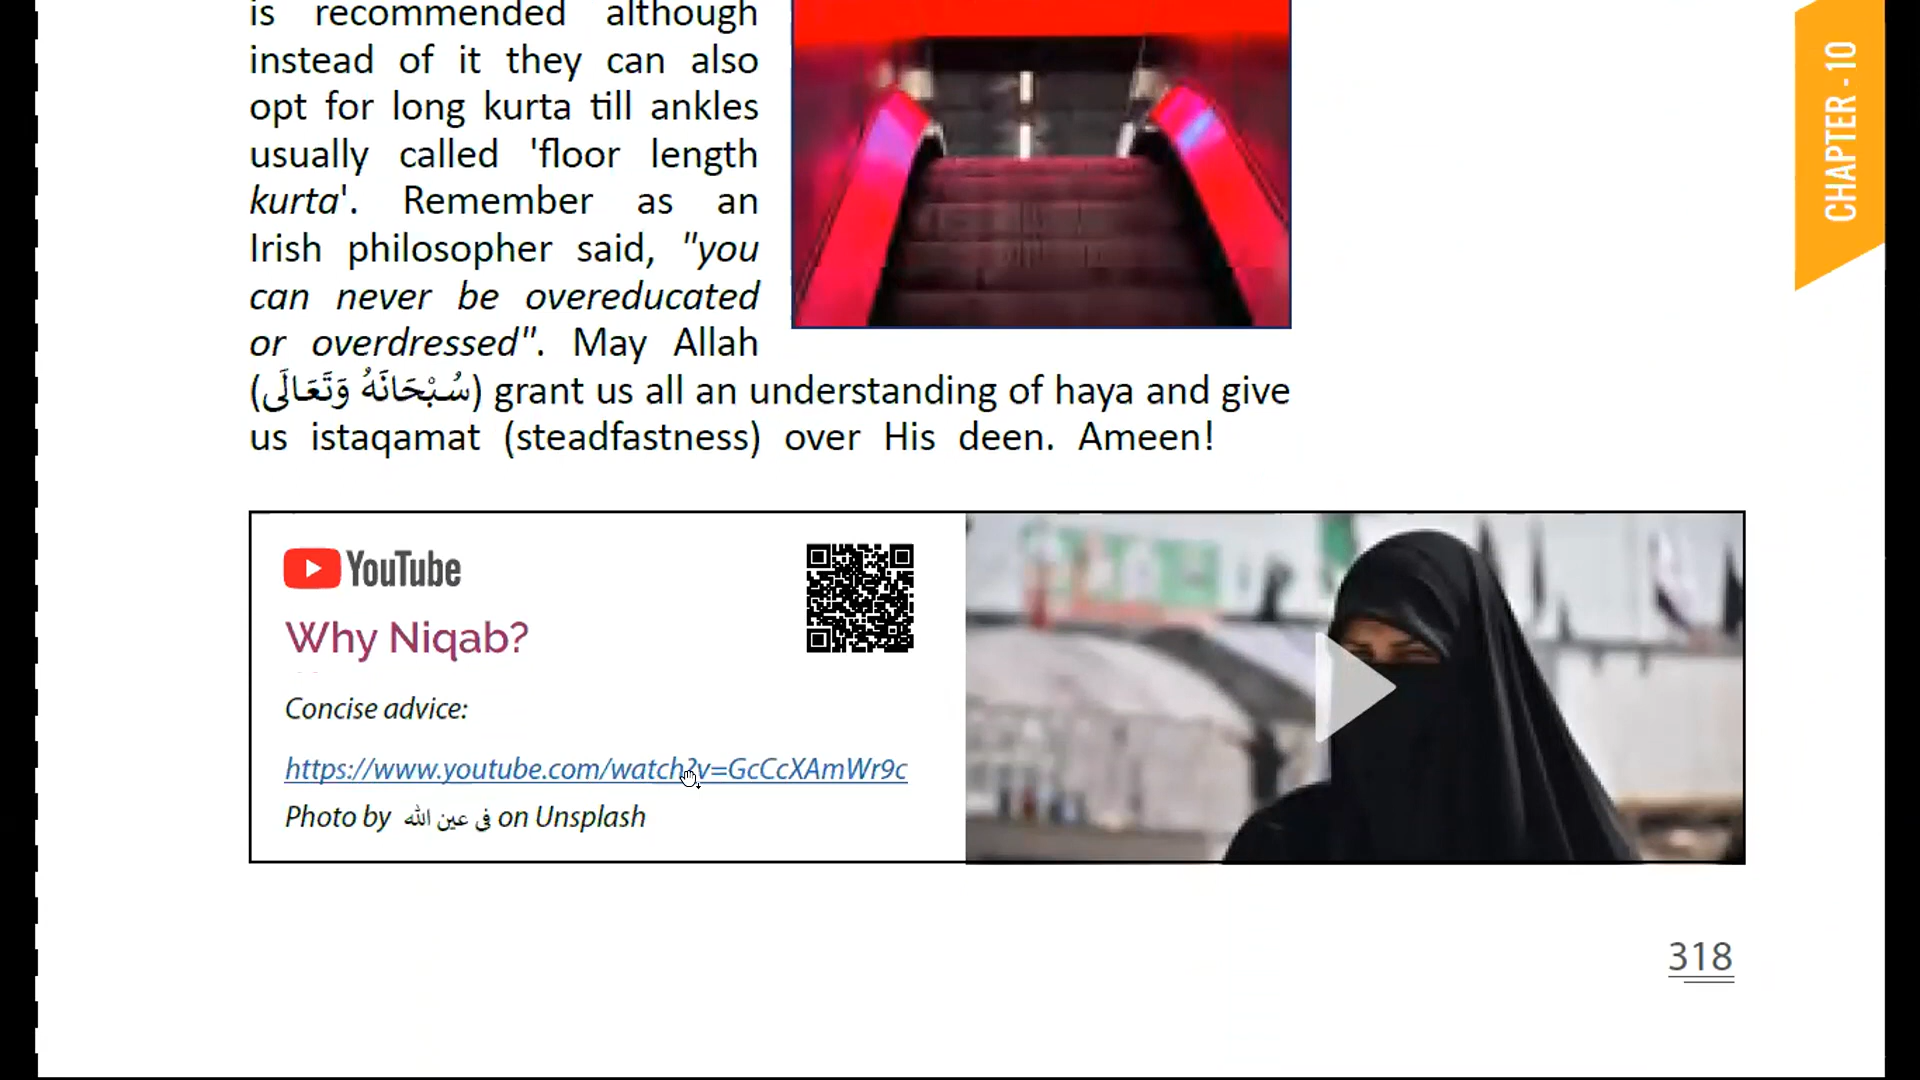 is recommended although
instead of it they can also
opt for long kurta till ankles
usually called 'floor length
kurta'. Remember as an
Irish philosopher said, "you
can never be overeducated
or overdressed". May Allah
(سُبْحَانَهُ وَتَعَالَى) grant us all an understanding of haya and give
us istaqamat (steadfastness) over His deen. Ameen!
CHAPTER - 10
YouTube
Why Niqab?
Concise advice:
https://www.youtube.com/watch?v=GcCcXAmWr9c
Photo by في عين الله on Unsplash
318